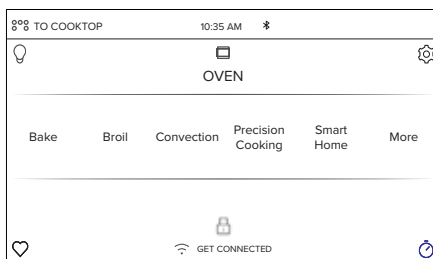 TO COOKTOP 10:35 AM
OVEN
Bake Broil Convection Precision Cooking Smart Home More
GET CONNECTED